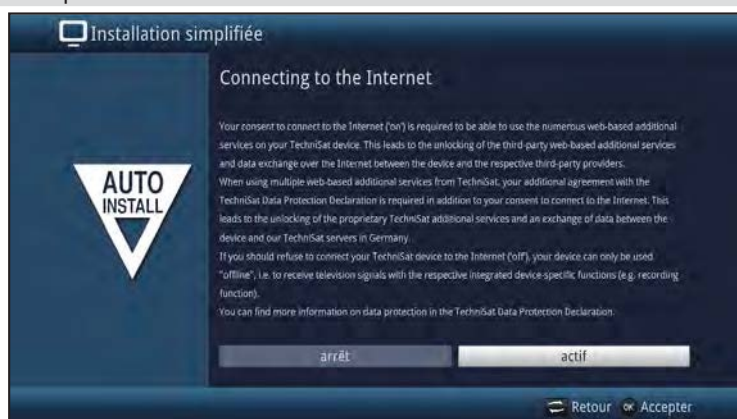 Installation simplifiée
Connecting to the Internet
Your consent to connect to the Internet ('on') is required to be able to use the numerous web-based additional
services on your TechniSat device. This leads to the unlocking of the third-party web-based additional services
and data exchange over the Internet between the device and the respective third-party providers.
When using multiple web-based additional services from TechniSat, your additional agreement with the
TechniSat Data Protection Declaration is required in addition to your consent to connect to the Internet. This
leads to the unlocking of the proprietary TechniSat additional services and an exchange of data between the
device and our TechniSat servers in Germany.
If you should refuse to connect your TechniSat device to the Internet ('off'), your device can only be used
"offline", i.e. to receive television signals with the respective integrated device-specific functions (e.g. recording
function).
You can find more information on data protection in the TechniSat Data Protection Declaration.
AUTO
INSTALL
arrêt
actif
Retour OK Accepter